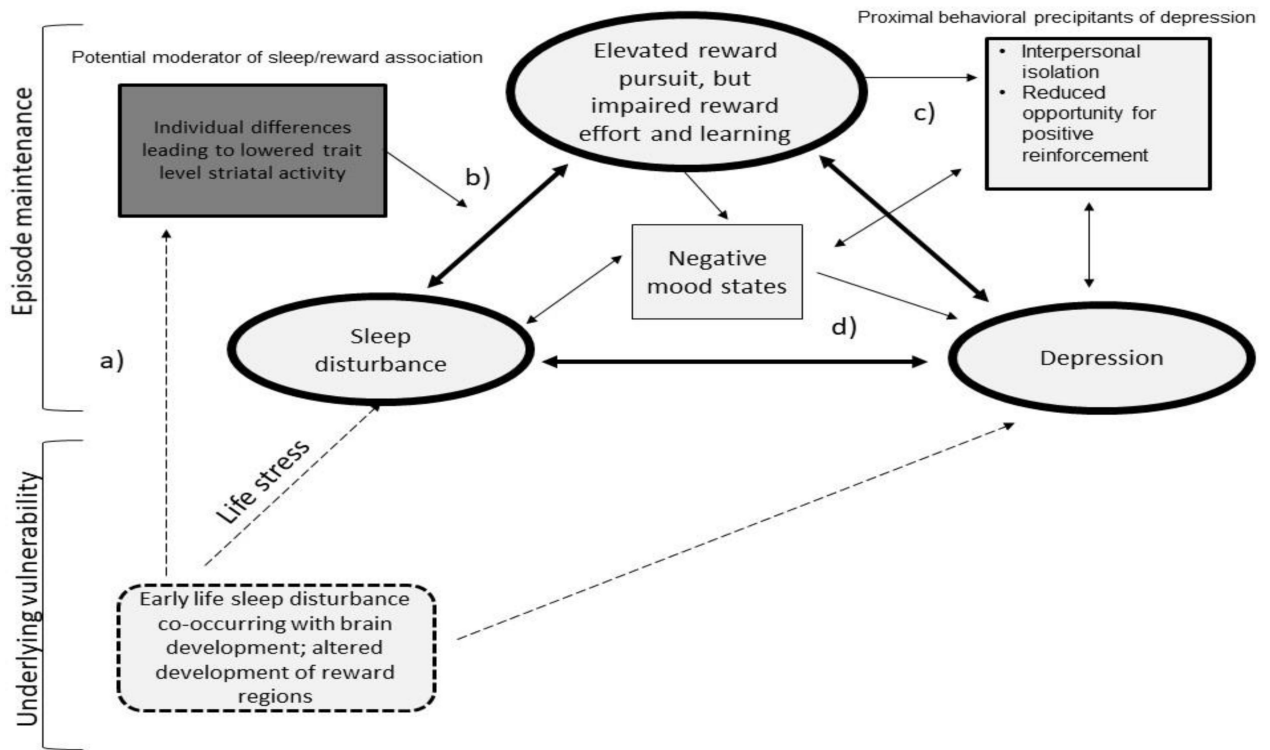 Proximal behavioral precipitants of depression
Potential moderator of sleep/reward association
Elevated reward
pursuit, but
impaired reward
effort and learning
• Interpersonal
isolation
• Reduced
opportunity for
positive
reinforcement
c)
Individual differences
leading to lowered trait
level striatal activity
b)
Episode maintenance
Negative
mood states
d)
Sleep
disturbance
Depression
a)
Life stress
Underlying vulnerability
Early life sleep disturbance
co-occurring with brain
development; altered
development of reward
regions